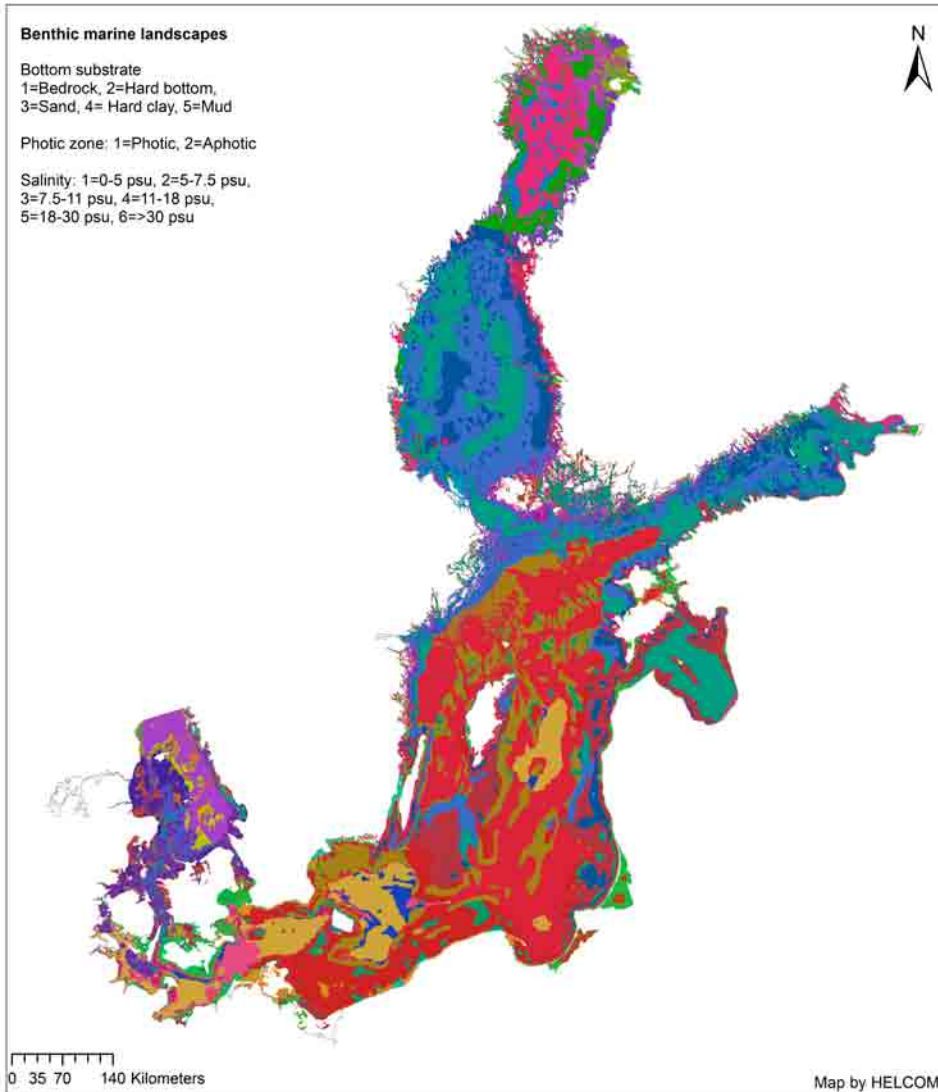 Benthic marine landscapes
Bottom substrate
1=Bedrock, 2=Hard bottom,
3=Sand, 4= Hard clay, 5=Mud
Photic zone: 1=Photic, 2=Aphotic
Salinity: 1=0-5 psu, 2=5-7.5 psu,
3=7.5-11 psu, 4=11-18 psu,
5=18-30 psu, 6=>30 psu
N
0 35 70 140 Kilometers
Map by HELCOM